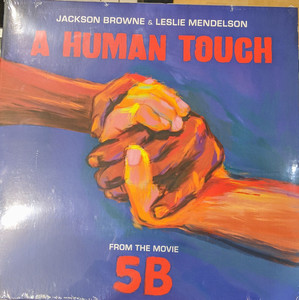 JACKSON BROWNE & LESLIE MENDELSON
A HUMAN TOUCH
FROM THE MOVIE
5B